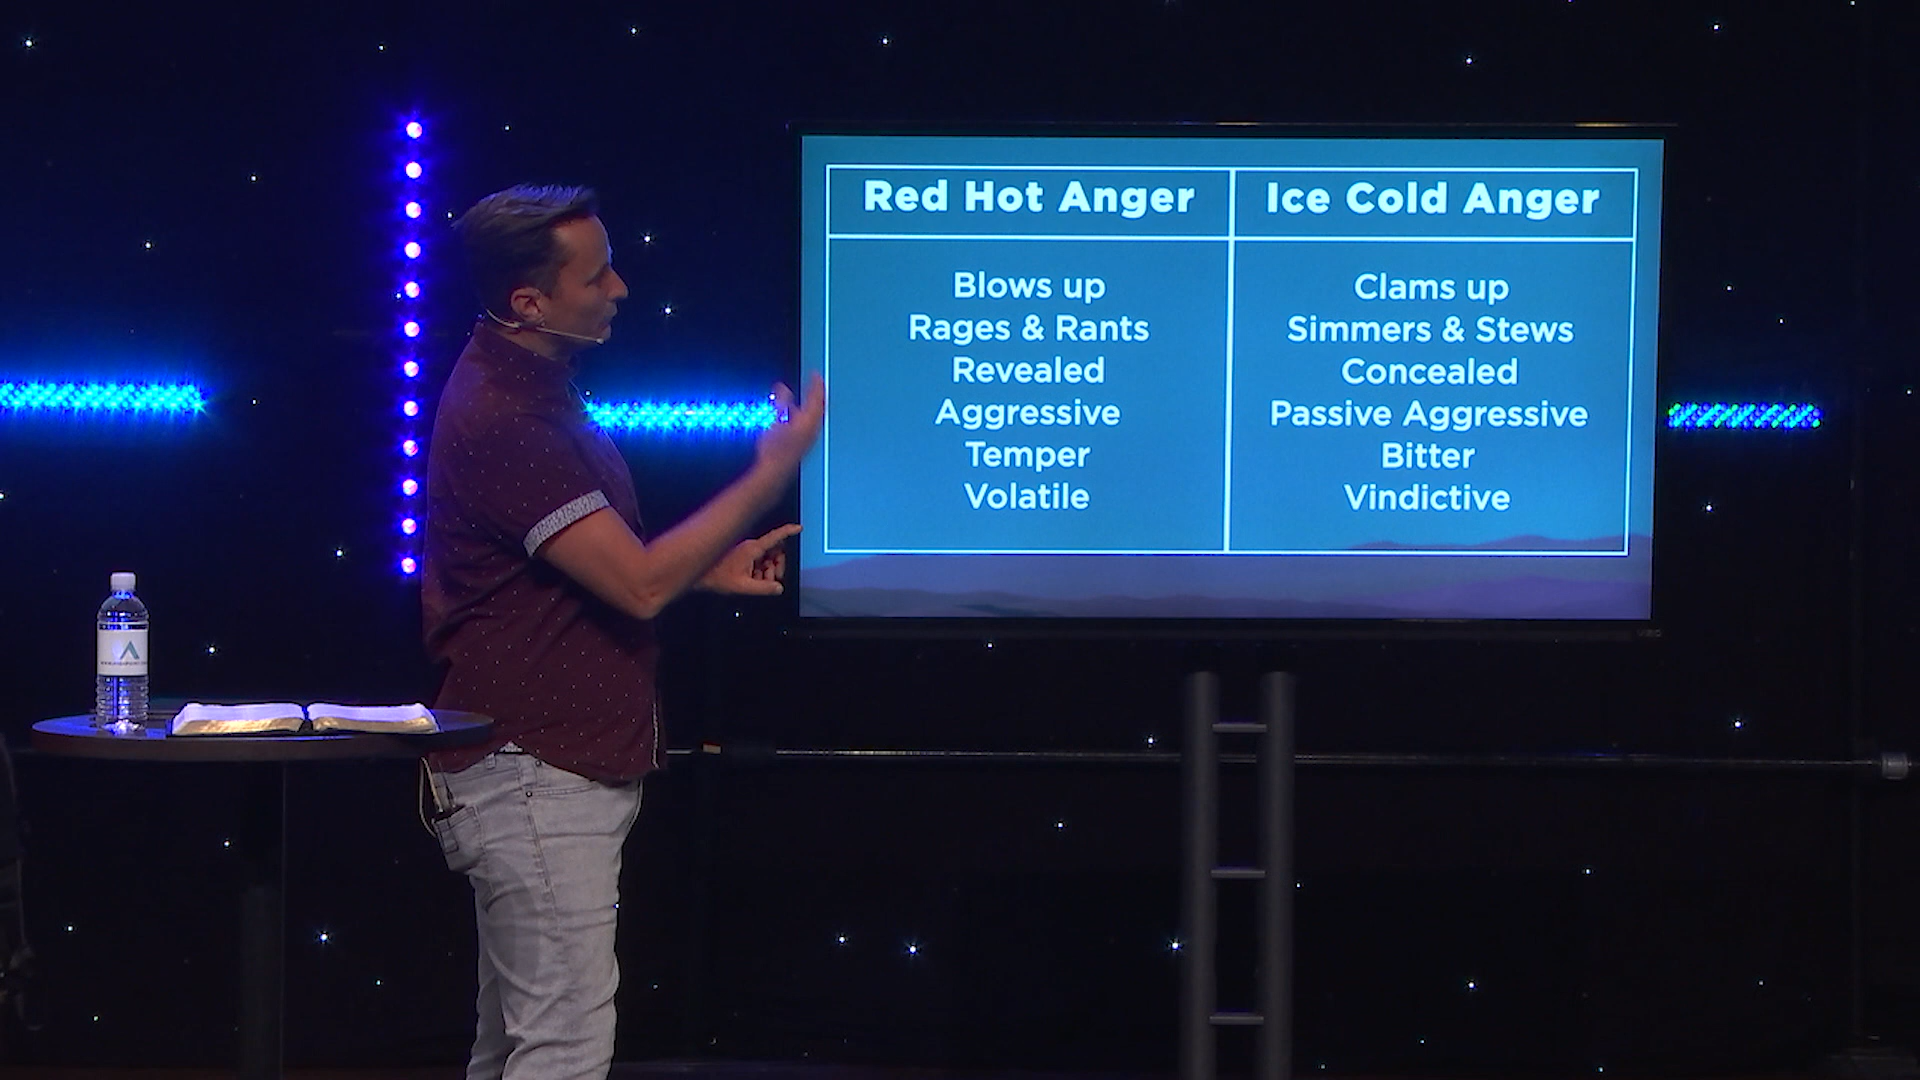 Red Hot Anger
Blows up
Rages & Rants
Revealed
Aggressive
Temper
Volatile
Ice Cold Anger
Clams up
Simmers & Stews
Concealed
Passive Aggressive
Bitter
Vindictive